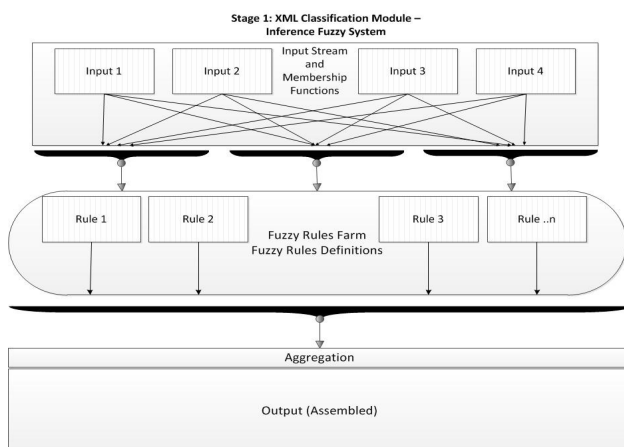 Stage 1: XML Classification Module –
Inference Fuzzy System
Input 1
Input 2
Input Stream
and
Membership
Functions
Input 3
Input 4
Rule 1
Rule 2
Fuzzy Rules Farm
Fuzzy Rules Definitions
Rule 3
Rule ..n
Aggregation
Output (Assembled)